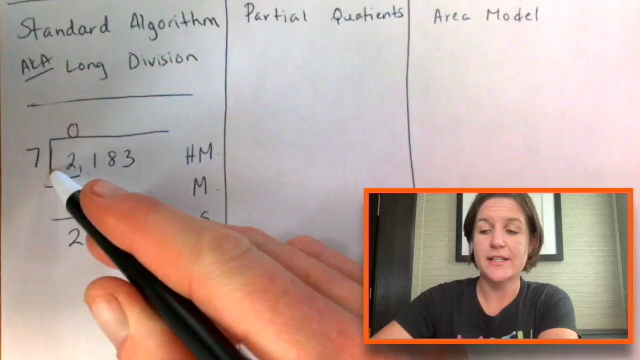 Standard Algorithm
AKA Long Division
Partial Quotients
Area Model
0
7 2,183
HM
M
S
2